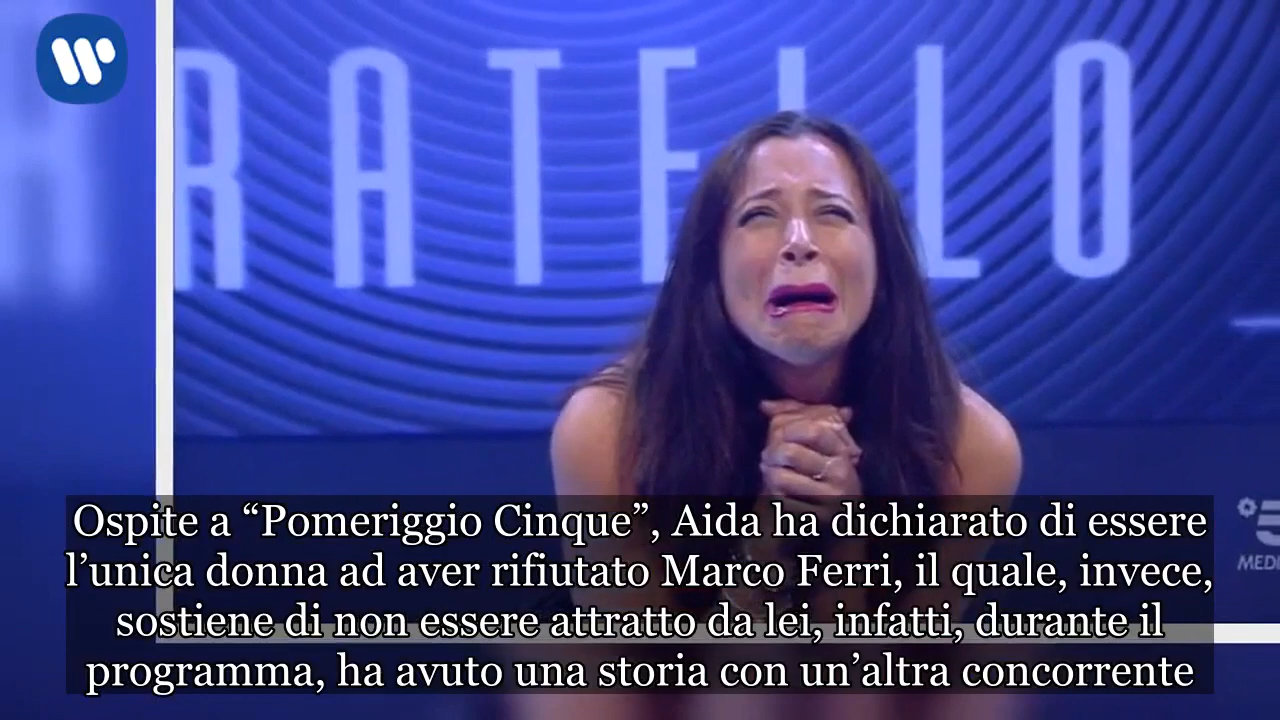 RATELLO
Ospite a “Pomeriggio Cinque”, Aida ha dichiarato di essere
l’unica donna ad aver rifiutato Marco Ferri, il quale, invece,
sostiene di non essere attratto da lei, infatti, durante il
programma, ha avuto una storia con un’altra concorrente
5
MEDI